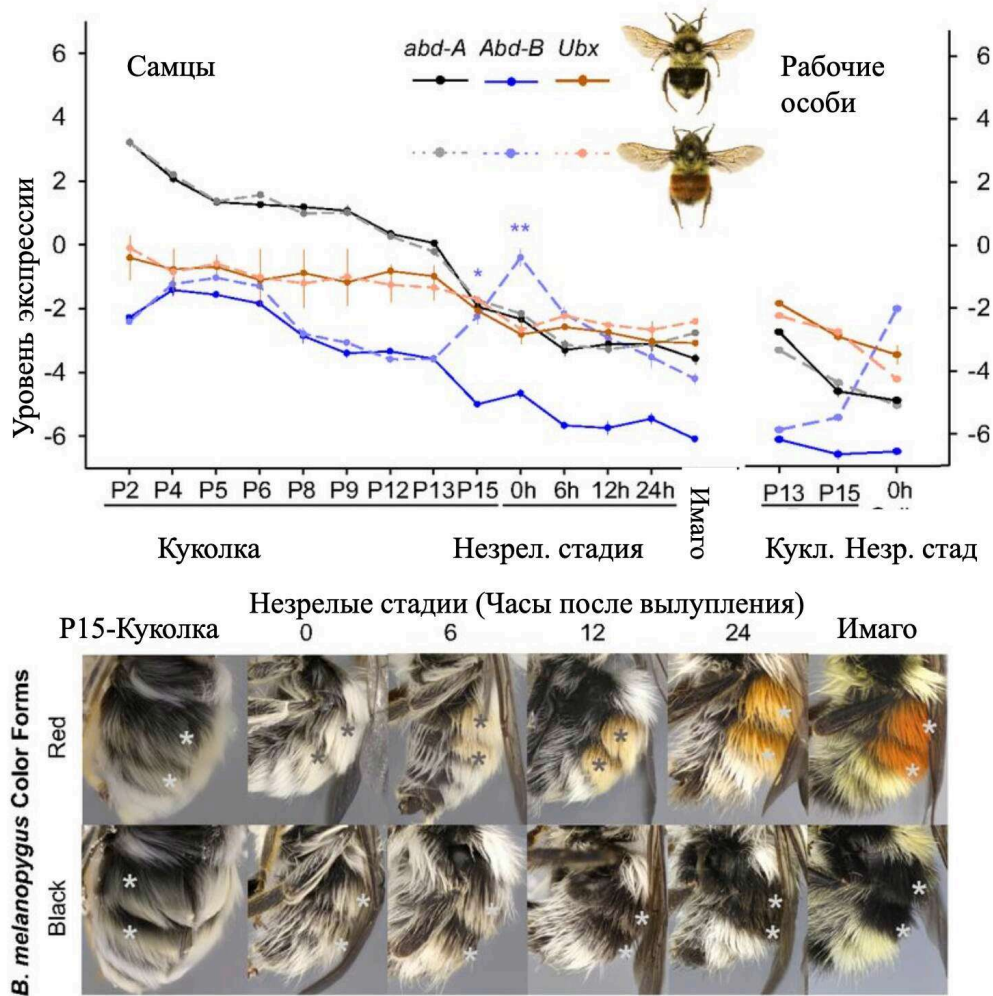 abd-A Abd-B Ubx
Самцы
Рабочие
особи
Уровень экспрессии
6
4
2
0
-2
-4
-6
6
4
2
0
-2
-4
-6
*
**
P2 P4 P5 P6 P8 P9 P12 P13 P15 0h 6h 12h 24h
Имаго
P13 P15 0h
Куколка
Незрел. стадия
Кукл. Незр. стад
Незрелые стадии (Часы после вылупления)
P15-Куколка 0 6 12 24 Имаго
B. melanopygus Color Forms
Red
Black